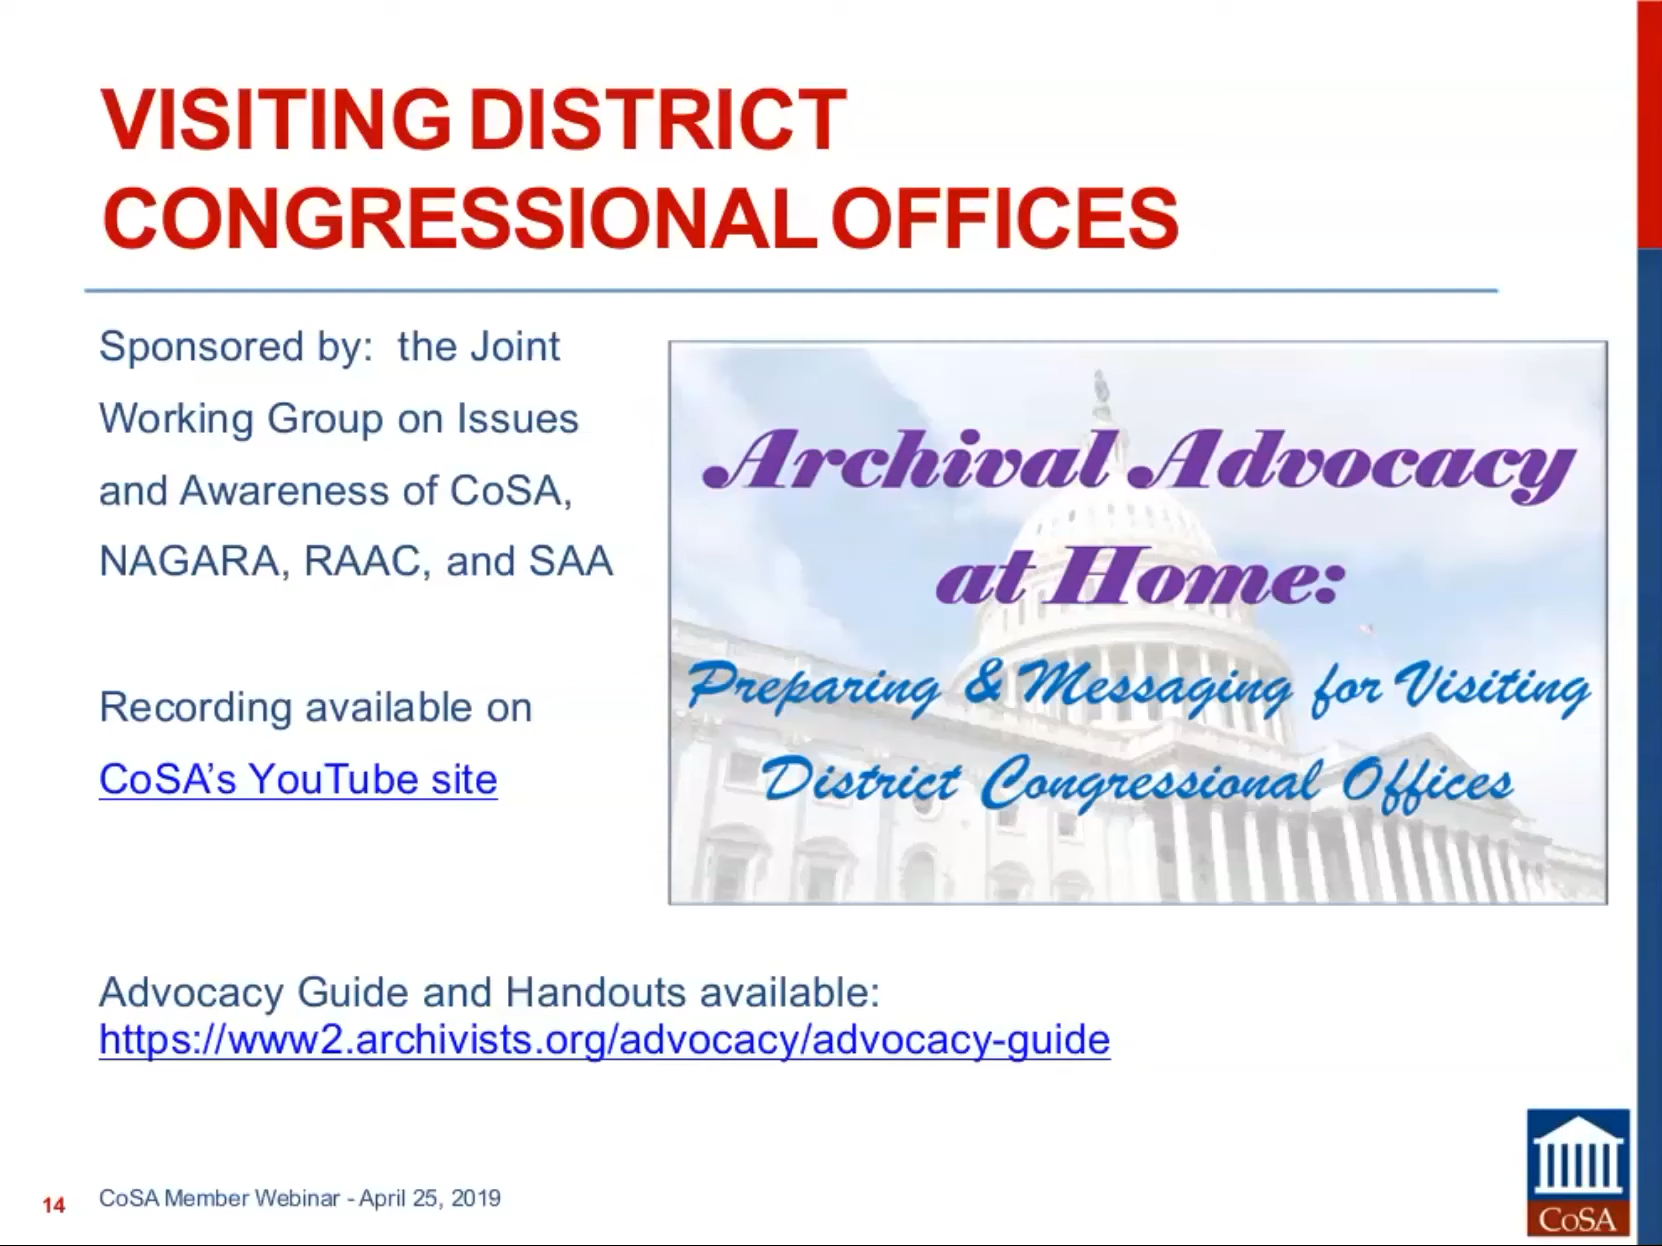 VISITING DISTRICT
CONGRESSIONAL OFFICES
Sponsored by: the Joint
Working Group on Issues
and Awareness of CoSA,
NAGARA, RAAC, and SAA
Recording available on
CoSA’s YouTube site
Archival Advocacy
at Home:
Preparing & Messaging for Visiting
District Congressional Offices
Advocacy Guide and Handouts available:
https://www2.archivists.org/advocacy/advocacy-guide
14 CoSA Member Webinar - April 25, 2019
CoSA